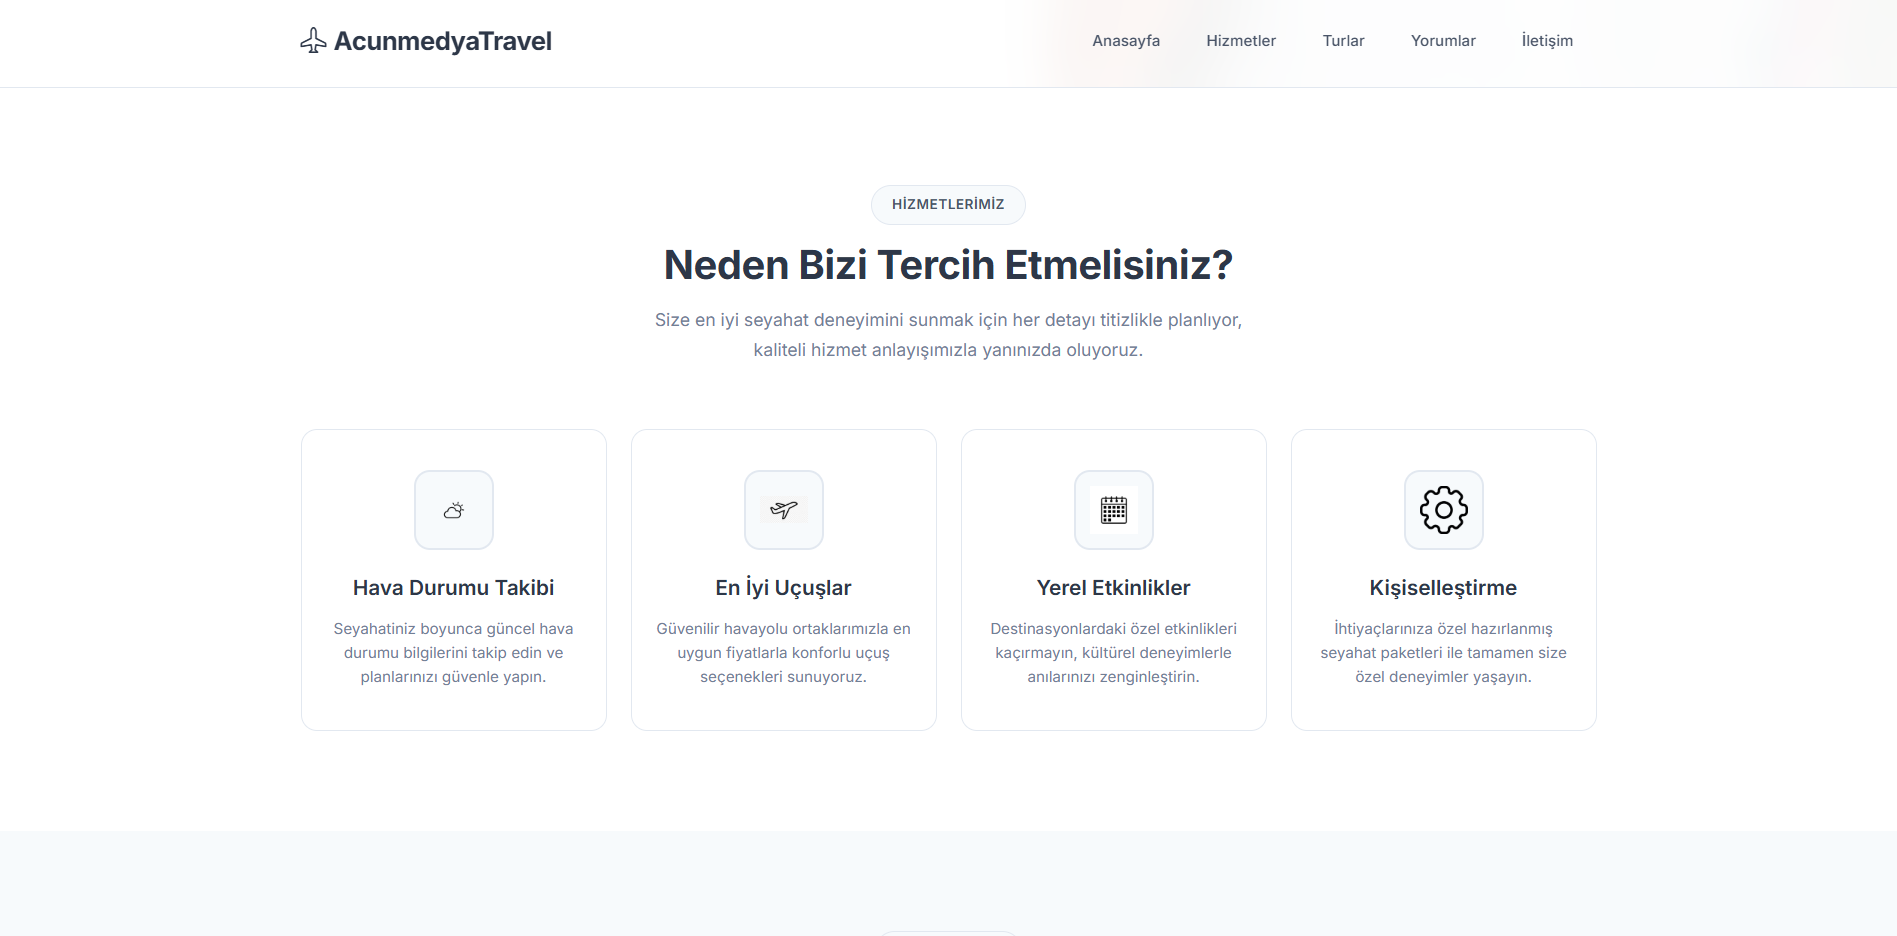 AcunmedyaTravel
Anasayfa
Hizmetler
Turlar
Yorumlar
İletişim
HİZMETLERİMİZ
Neden Bizi Tercih Etmelisiniz?
Size en iyi seyahat deneyimini sunmak için her detayı titizlikle planlıyor,
kaliteli hizmet anlayışımızla yanınızda oluyoruz.
Hava Durumu Takibi
Seyahatiniz boyunca güncel hava
durumu bilgilerini takip edin ve
planlarınızı güvenle yapın.
En İyi Uçuşlar
Güvenilir havayolu ortaklarımızla en
uygun fiyatlarla konforlu uçuş
seçenekleri sunuyoruz.
Yerel Etkinlikler
Destinasyonlardaki özel etkinlikleri
kaçırmayın, kültürel deneyimlerle
anılarınızı zenginleştirin.
Kişiselleştirme
İhtiyaçlarınıza özel hazırlanmış
seyahat paketleri ile tamamen size
özel deneyimler yaşayın.